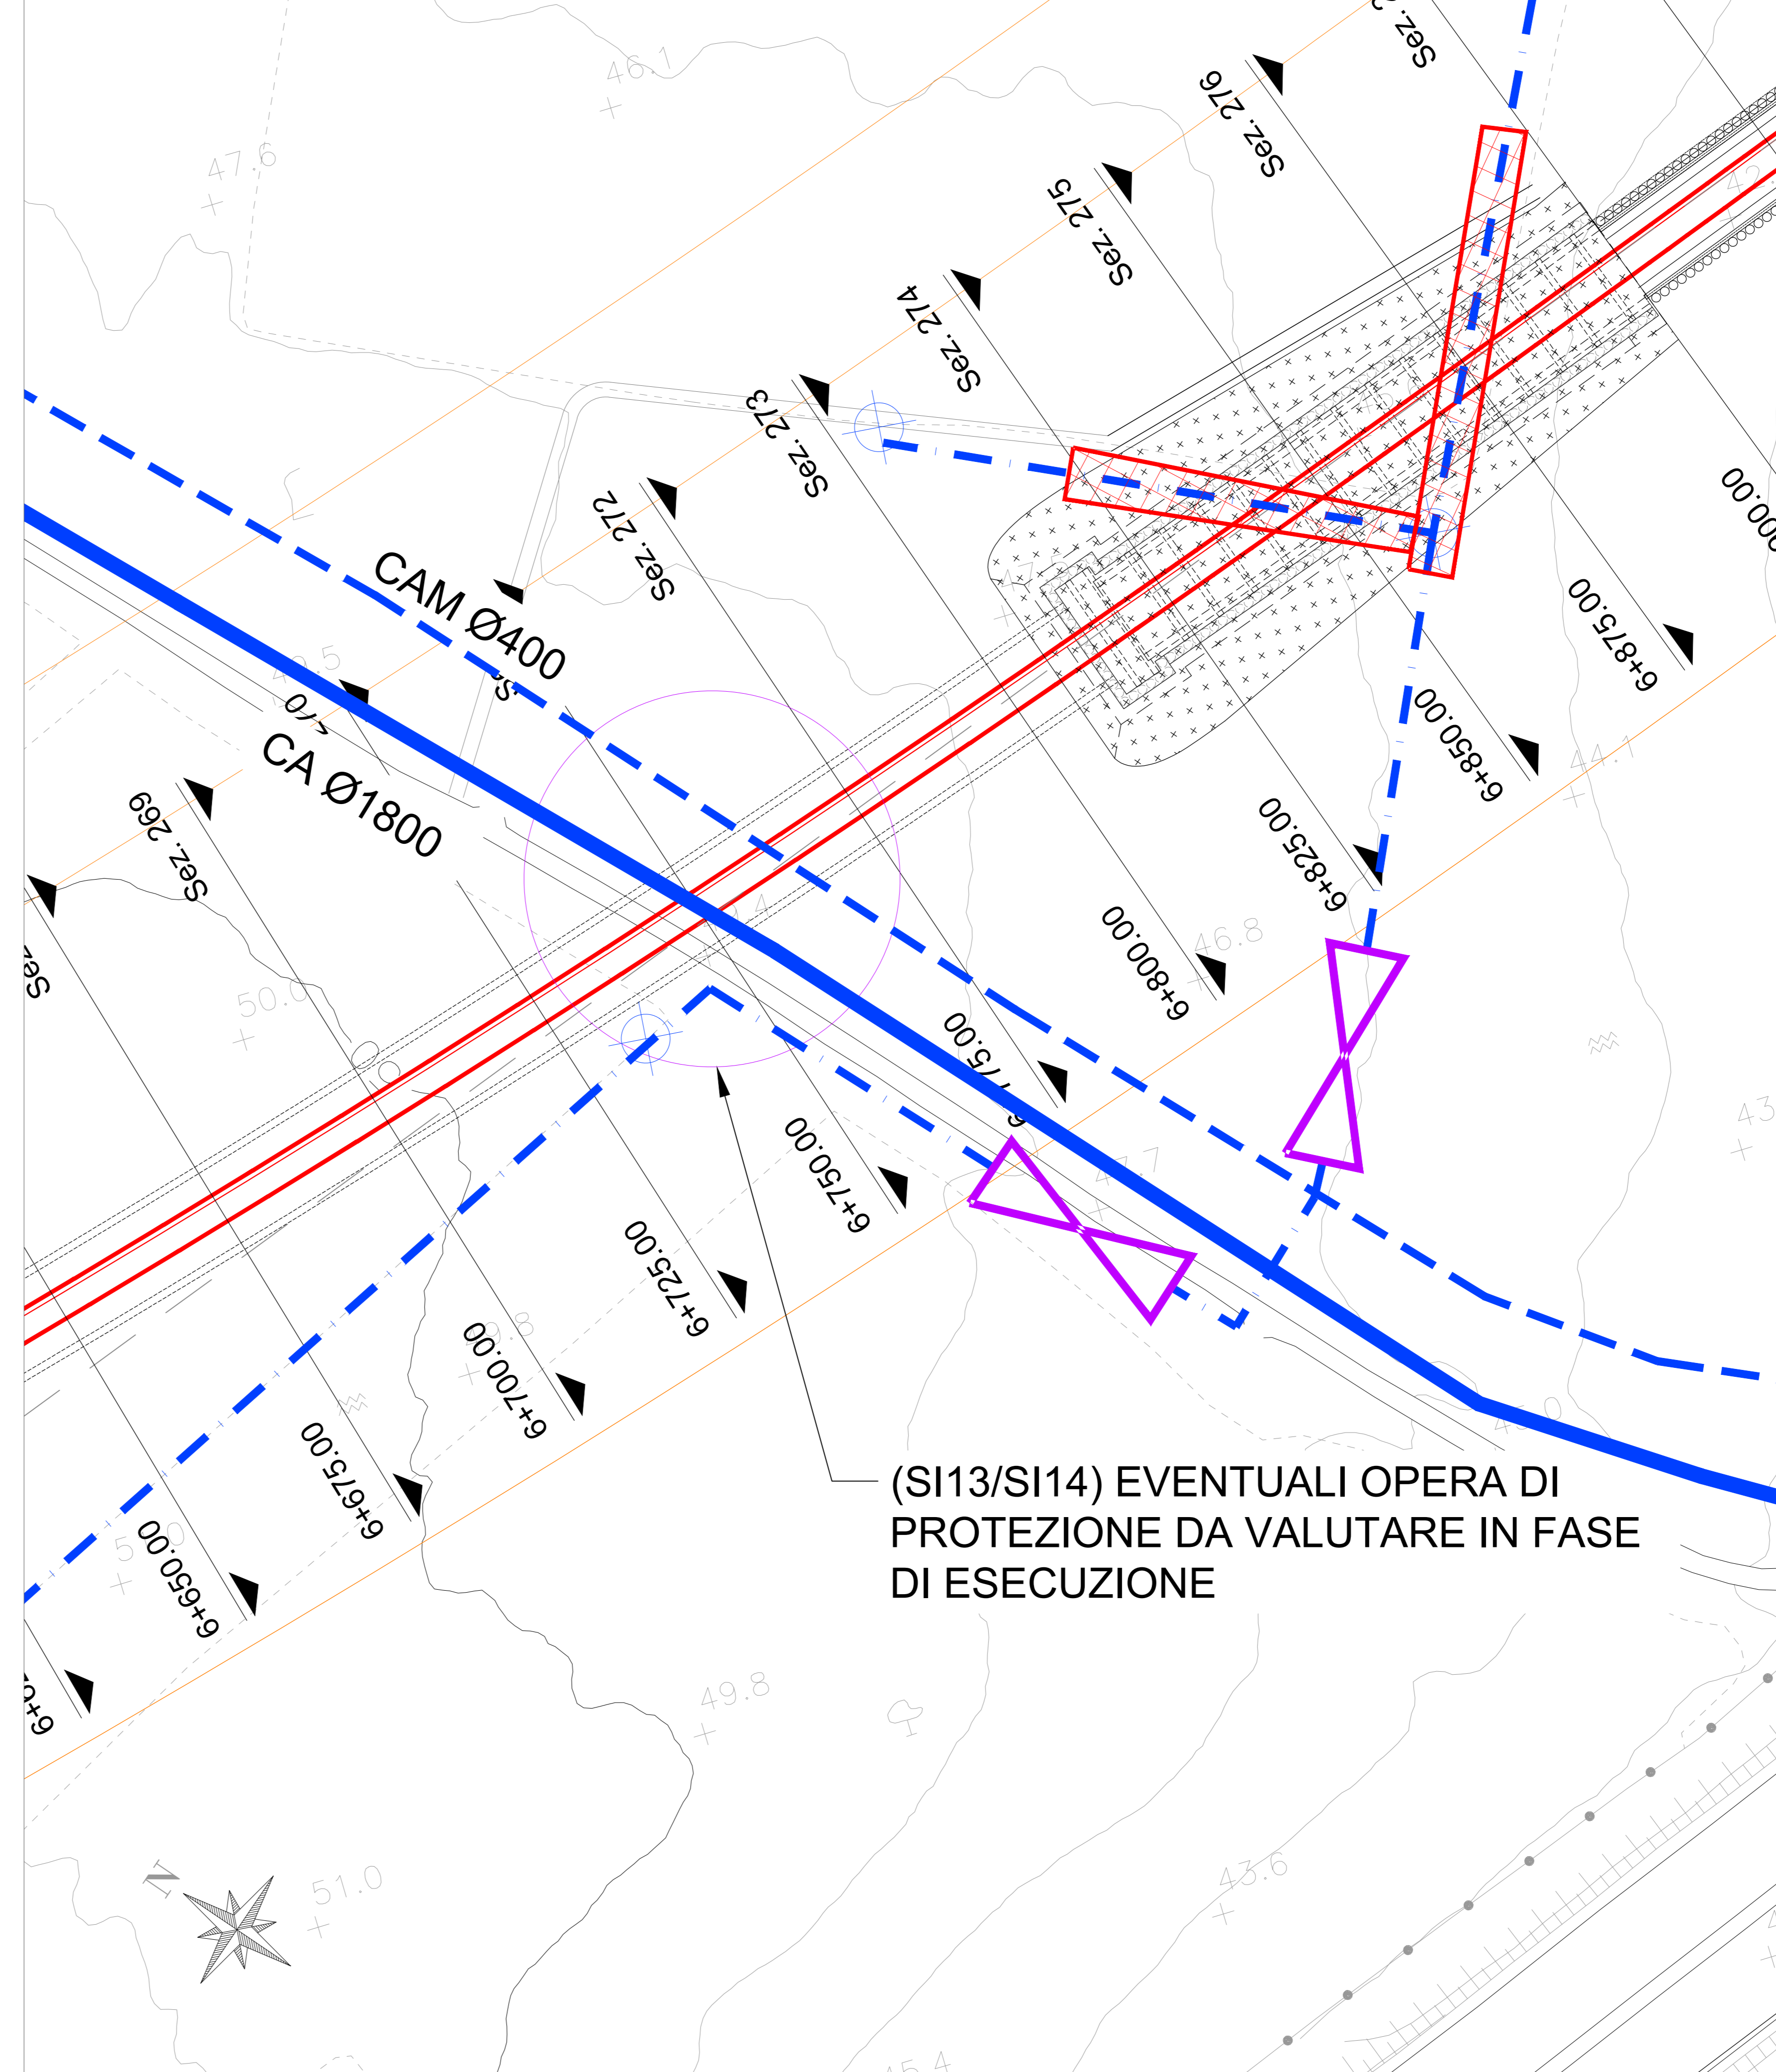 46.1
47.6
Sez. 276
Sez. 275
Sez. 274
Sez. 273
Sez. 272
CAM Ø400
CA Ø1800
Sez. 269
Sez
6+875.00
6+850.00
44.1
6+825.00
46.8
6+800.00
50.0
6+750.00
6+725.00
6+700.00
6+675.00
6+650.00
(SI13/SI14) EVENTUALI OPERA DI
PROTEZIONE DA VALUTARE IN FASE
DI ESECUZIONE
49.8
51.0
43.6
N